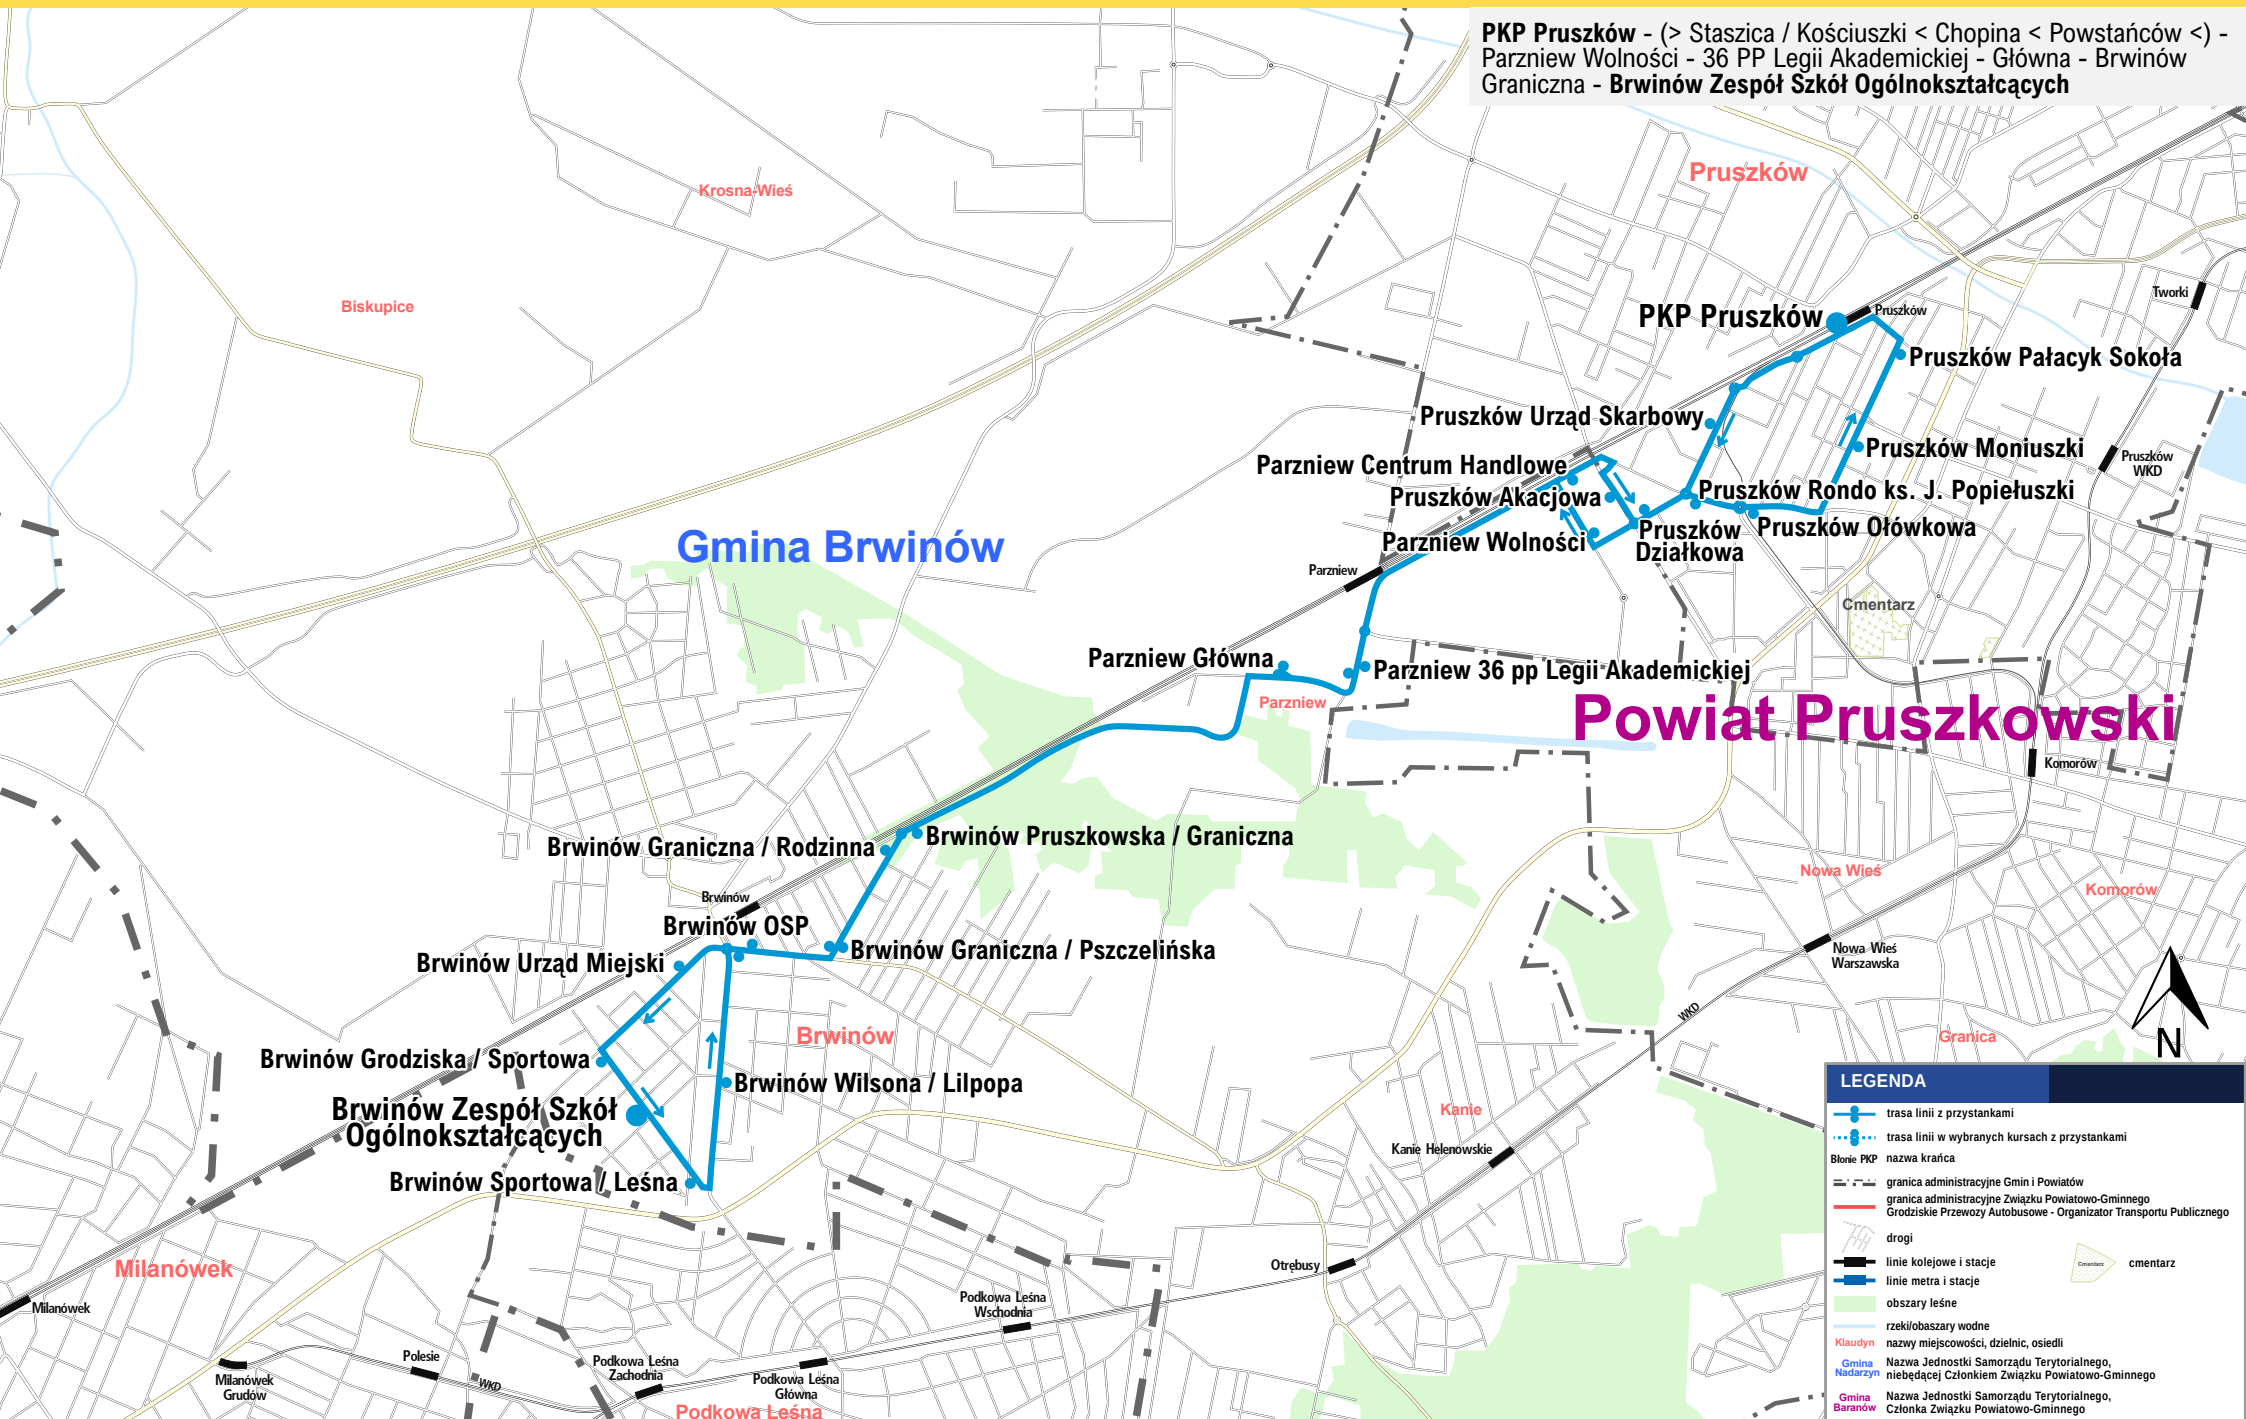 PKP Pruszków - (> Staszica / Kościuszki < Chopina < Powstańców <) -
Parzniew Wolności - 36 PP Legii Akademickiej - Główna - Brwinów
Graniczna - Brwinów Zespół Szkół Ogólnokształcących
Pruszków
Krosna-Wieś
Biskupice
Tworki
PKP Pruszków
Pruszków
Pruszków Pałacyk Sokoła
Pruszków Urząd Skarbowy
Pruszków Moniuszki
Pruszków
WKD
Parzniew Centrum Handlowe
Pruszków Akacjowa
Pruszków Rondo ks. J. Popiełuszki
Parzniew Wolności
Pruszków
Działkowa
Pruszków Ołówkowa
Gmina Brwinów
Parzniew
Cmentarz
Parzniew Główna
Parzniew 36 pp Legii Akademickiej
Parzniew
Powiat Pruszkowski
Komorów
Brwinów Pruszkowska / Graniczna
Brwinów Graniczna / Rodzinna
Nowa Wieś
Komorów
Brwinów
Brwinów OSP
Brwinów Graniczna / Pszczelińska
Brwinów Urząd Miejski
Nowa Wieś
Warszawska
WKD
Brwinów
Granica
N
Brwinów Grodziska / Sportowa
Brwinów Wilsona / Lilpopa
Brwinów Zespół Szkół
Ogólnokształcących
Kanie
Kanie Helenowskie
Brwinów Sportowa / Leśna
Milanówek
Otrębusy
Milanówek
Podkowa Leśna
Wschodnia
Polesie
Milanówek
Grudów
WKD
Podkowa Leśna
Zachodnia
Podkowa Leśna
Główna
Podkowa Leśna
LEGENDA
trasa linii z przystankami
trasa linii w wybranych kursach z przystankami
Błonie PKP nazwa krańca
granica administracyjne Gmin i Powiatów
granica administracyjne Związku Powiatowo-Gminnego
Grodziskie Przewozy Autobusowe - Organizator Transportu Publicznego
drogi
linie kolejowe i stacje
Cmentarz cmentarz
linie metra i stacje
obszary leśne
rzeki/obaszary wodne
Klaudyn nazwy miejscowości, dzielnic, osiedli
Gmina
Nadarzyn
Nazwa Jednostki Samorządu Terytorialnego,
niebędącej Członkiem Związku Powiatowo-Gminnego
Gmina
Baranów
Nazwa Jednostki Samorządu Terytorialnego,
Członka Związku Powiatowo-Gminnego